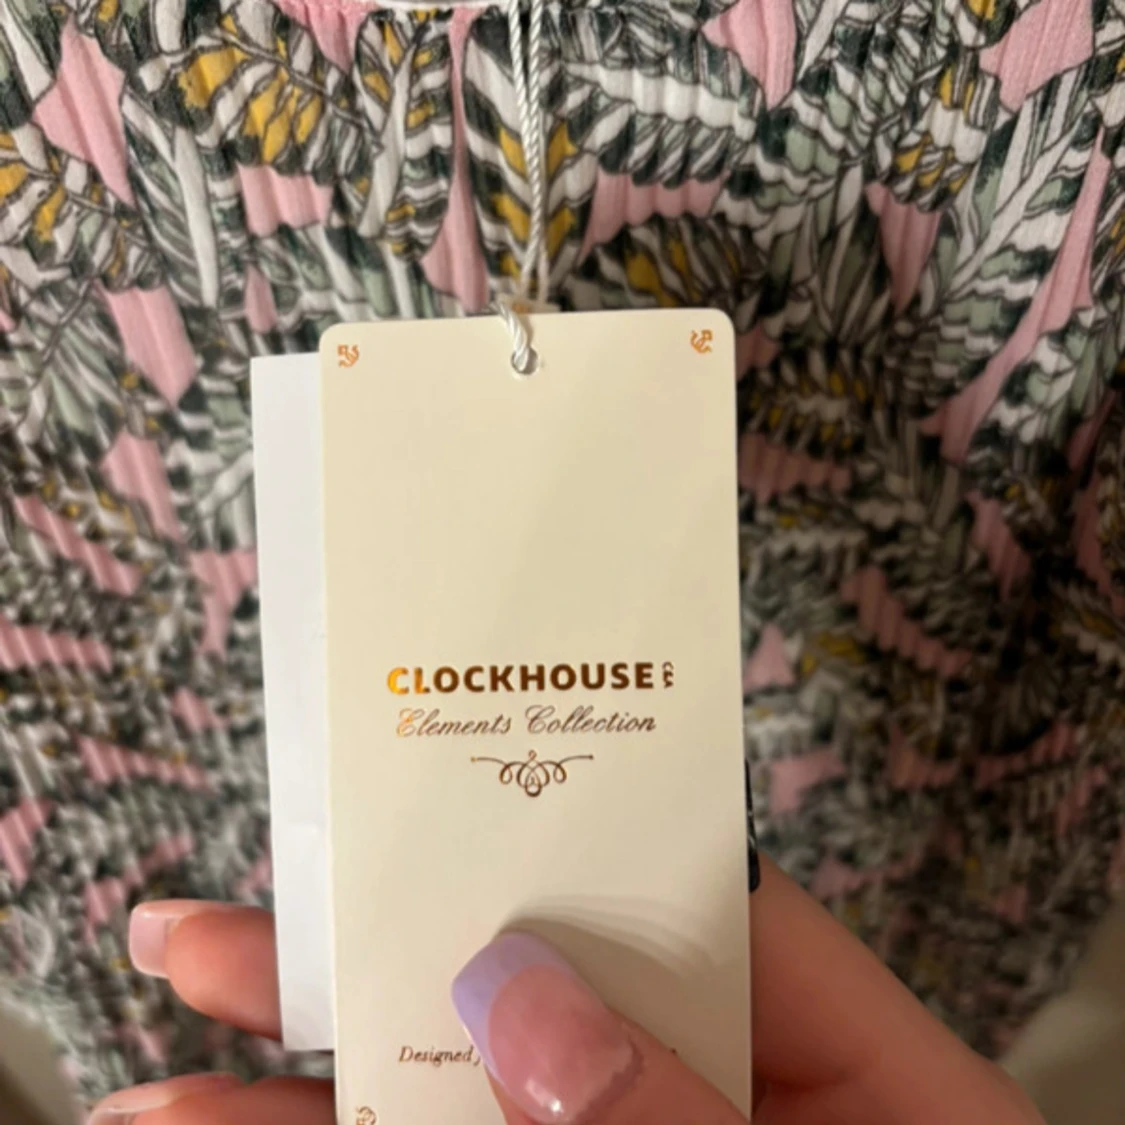 CLOCKHOUSE C&A
Elements Collection
Designed